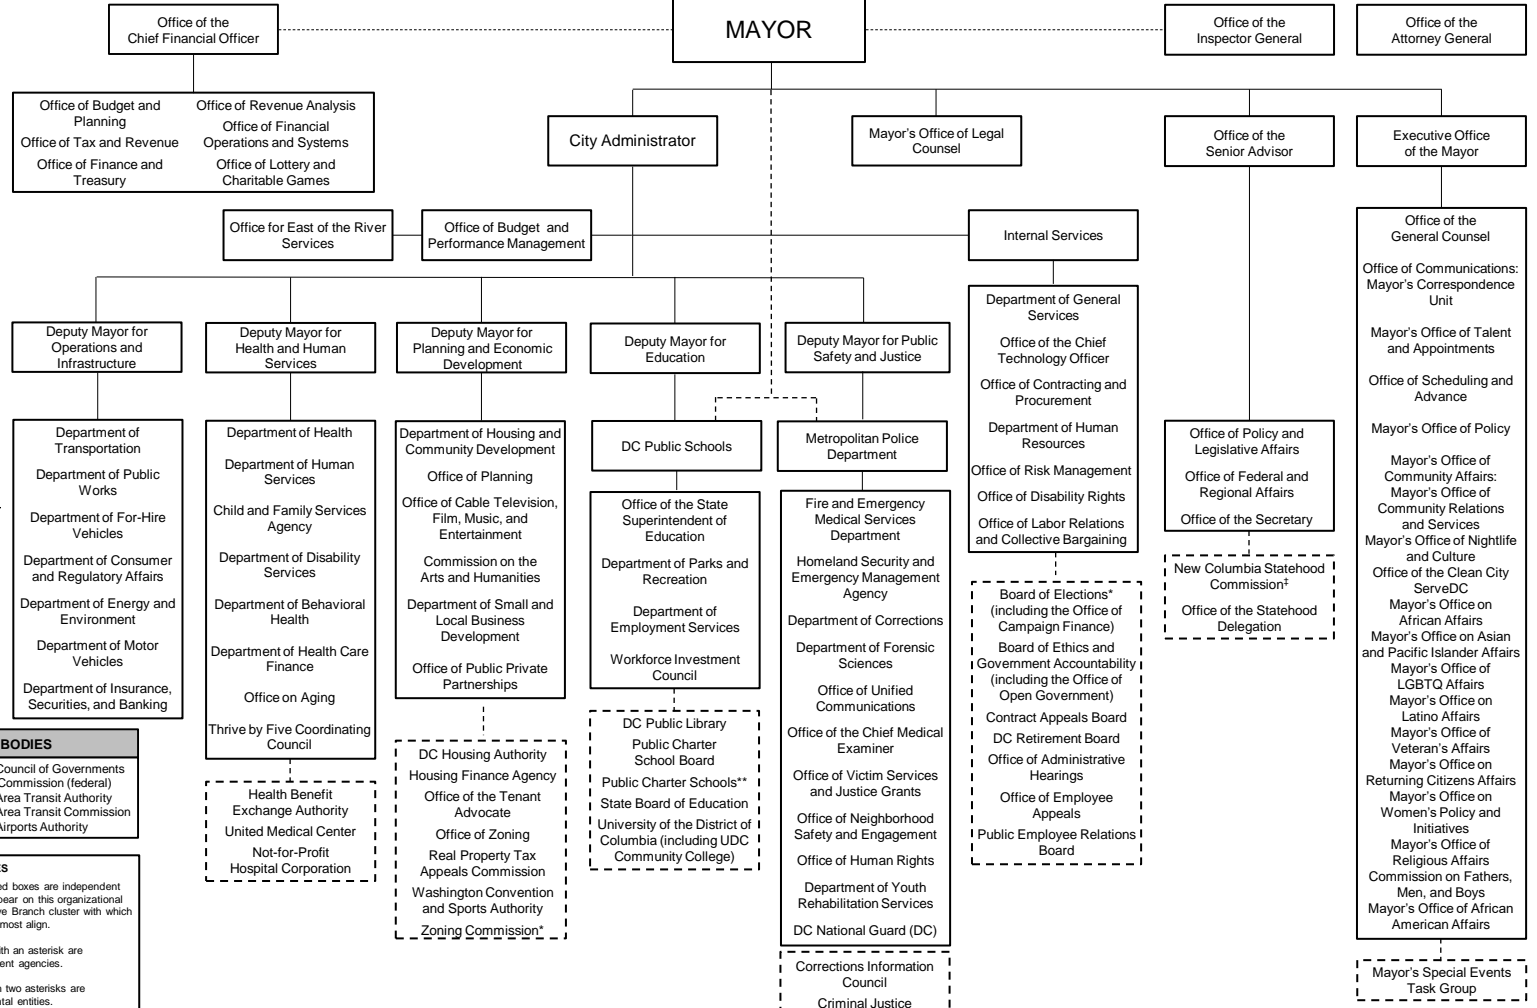 Office of the
Chief Financial Officer
MAYOR
Office of the
Inspector General
Office of the
Attorney General
Office of Budget and
Planning
Office of Tax and Revenue
Office of Finance and
Treasury
Office of Revenue Analysis
Office of Financial
Operations and Systems
Office of Lottery and
Charitable Games
City Administrator
Mayor's Office of Legal
Counsel
Office of the
Senior Advisor
Executive Office
of the Mayor
Office for East of the River
Services
Office of Budget and
Performance Management
Internal Services
Deputy Mayor for
Operations and
Infrastructure
Deputy Mayor for
Health and Human
Services
Deputy Mayor for
Planning and Economic
Development
Deputy Mayor for
Education
Deputy Mayor for Public
Safety and Justice
Department of
Transportation
Department of Public
Works
Department of For-Hire
Vehicles
Department of Consumer
and Regulatory Affairs
Department of Energy and
Environment
Department of Motor
Vehicles
Department of Insurance,
Securities, and Banking
Department of Health
Department of Human
Services
Child and Family Services
Agency
Department of Disability
Services
Department of Behavioral
Health
Department of Health Care
Finance
Office on Aging
Thrive by Five Coordinating
Council
Health Benefit
Exchange Authority
United Medical Center
Not-for-Profit
Hospital Corporation
Department of Housing and
Community Development
Office of Planning
Office of Cable Television,
Film, Music, and
Entertainment
Commission on the
Arts and Humanities
Department of Small and
Local Business
Development
Office of Public Private
Partnerships
DC Housing Authority
Housing Finance Agency
Office of the Tenant
Advocate
Office of Zoning
Real Property Tax
Appeals Commission
Washington Convention
and Sports Authority
Zoning Commission*
DC Public Schools
Office of the State
Superintendent of
Education
Department of Parks and
Recreation
Department of
Employment Services
Workforce Investment
Council
DC Public Library
Public Charter
School Board
Public Charter Schools**
State Board of Education
University of the District of
Columbia (including UDC
Community College)
Metropolitan Police
Department
Fire and Emergency
Medical Services
Department
Homeland Security and
Emergency Management
Agency
Department of Corrections
Department of Forensic
Sciences
Office of Unified
Communications
Office of the Chief Medical
Examiner
Office of Victim Services
and Justice Grants
Office of Neighborhood
Safety and Engagement
Office of Human Rights
Department of Youth
Rehabilitation Services
DC National Guard (DC)
Corrections Information
Council
Criminal Justice
Department of General
Services
Office of the Chief
Technology Officer
Office of Contracting and
Procurement
Department of Human
Resources
Office of Risk Management
Office of Disability Rights
Office of Labor Relations
and Collective Bargaining
Board of Elections*
(including the Office of
Campaign Finance)
Board of Ethics and
Government Accountability
(including the Office of
Open Government)
Contract Appeals Board
DC Retirement Board
Office of Administrative
Hearings
Office of Employee
Appeals
Public Employee Relations
Board
Office of Policy and
Legislative Affairs
Office of Federal and
Regional Affairs
Office of the Secretary
New Columbia Statehood
Commission‡
Office of the Statehood
Delegation
Office of the
General Counsel
Office of Communications:
Mayor's Correspondence
Unit
Mayor's Office of Talent
and Appointments
Office of Scheduling and
Advance
Mayor's Office of Policy
Mayor's Office of
Community Affairs:
Mayor's Office of
Community Relations
and Services
Mayor's Office of Nightlife
and Culture
Office of the Clean City
ServeDC
Mayor's Office on
African Affairs
Mayor's Office on Asian
and Pacific Islander Affairs
Mayor's Office of
LGBTQ Affairs
Mayor's Office on
Latino Affairs
Mayor's Office of
Veteran's Affairs
Mayor's Office on
Returning Citizens Affairs
Mayor's Office on
Women's Policy and
Initiatives
Mayor's Office of
Religious Affairs
Commission on Fathers,
Men, and Boys
Mayor's Office of African
American Affairs
Mayor's Special Events
Task Group
BODIES
Council of Governments
Commission (federal)
Area Transit Authority
Area Transit Commission
Airports Authority
boxes are independent
on this organizational
Branch cluster with which
most align.
with an asterisk are
agencies.
two asterisks are
entities.